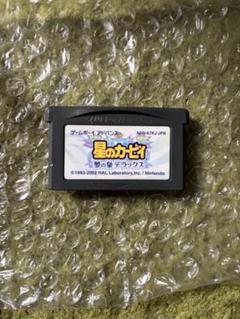 ゲームボーイ アドバンス AGB-A7KJ-JPN
星のカービィ
夢の泉 デラックス
©1993-2002 HAL Laboratory, Inc. / Nintendo